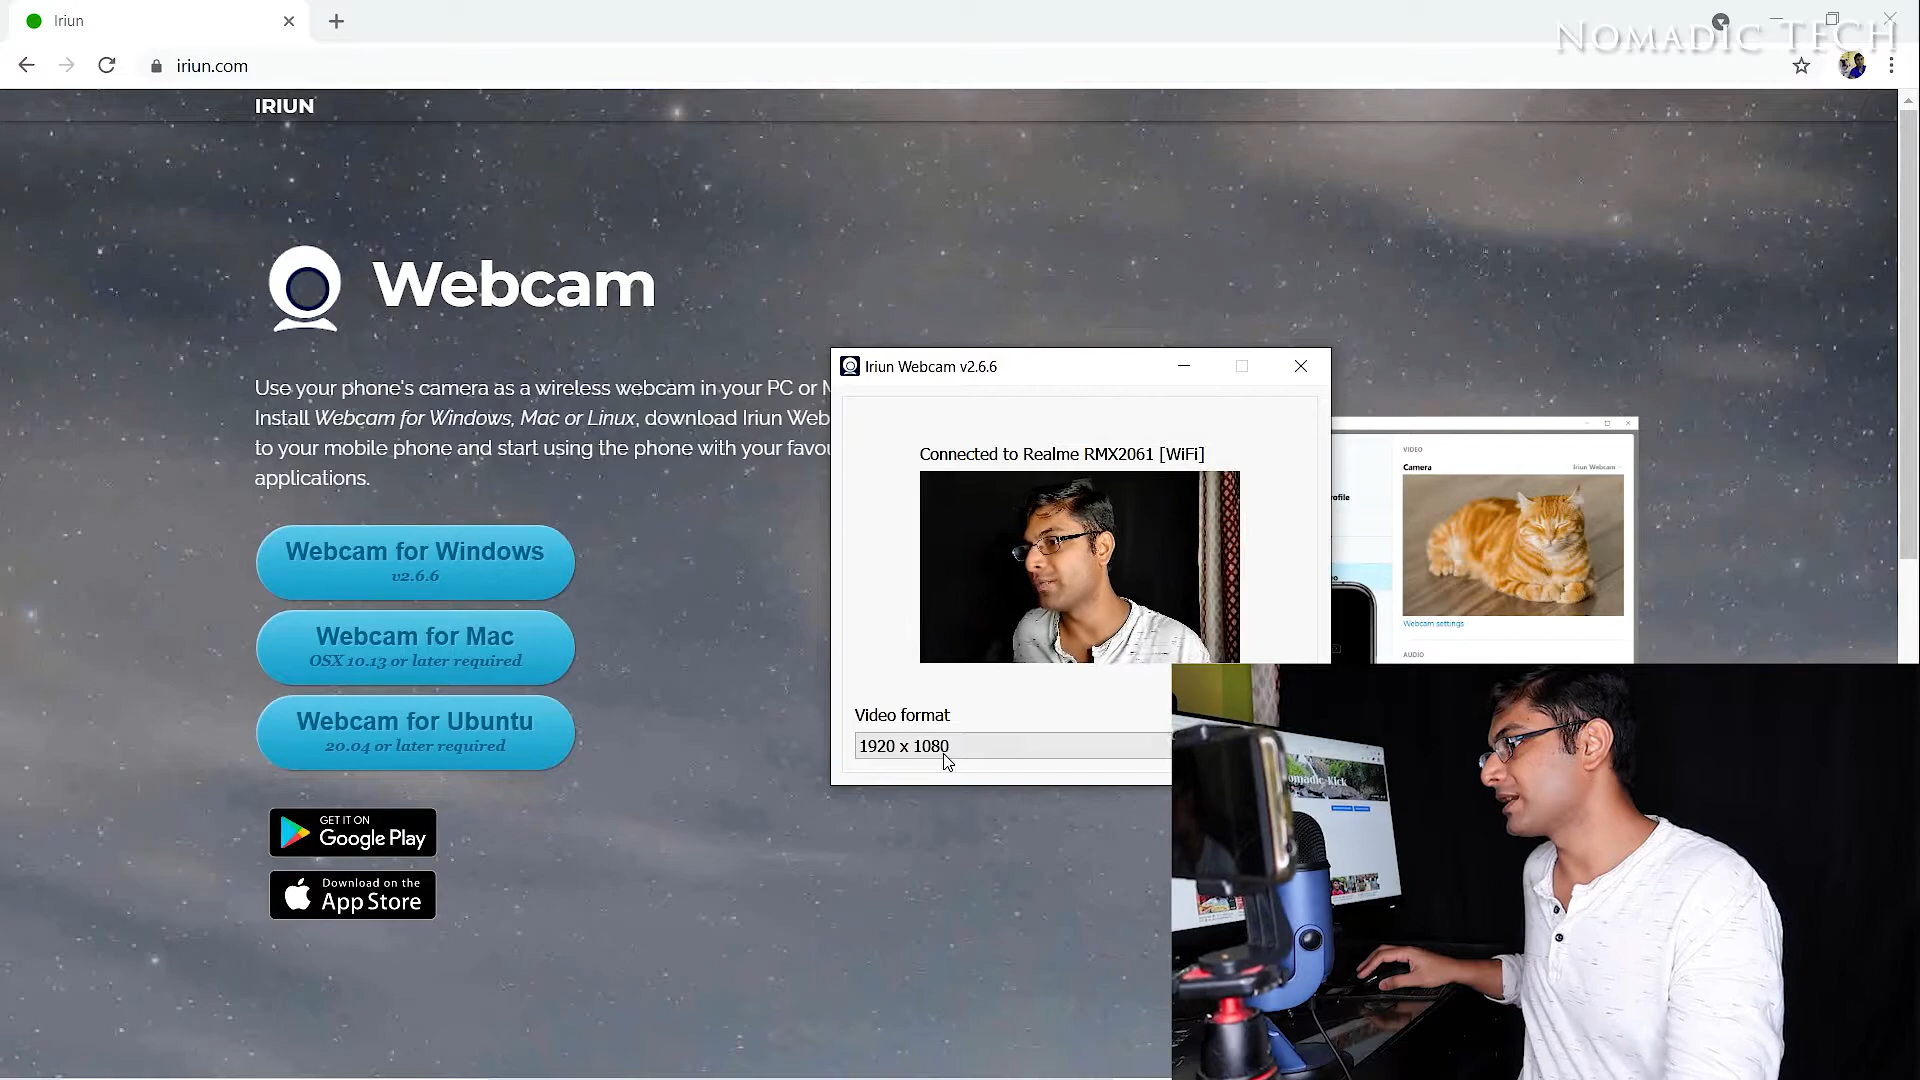 Iriun
NOMADIC TECH
iriun.com
IRIUN
Webcam
Use your phone's camera as a wireless webcam in your PC or
Install Webcam for Windows, Mac or Linux, download Iriun Web
to your mobile phone and start using the phone with your favou
applications.
Webcam for Windows
v2.6.6
Webcam for Mac
OSX 10.13 or later required
Webcam for Ubuntu
20.04 or later required
GET IT ON
Google Play
Download on the
App Store
Iriun Webcam v2.6.6
Connected to Realme RMX2061 [WiFi]
Video format
1920 x 1080
rofile
VIDEO
Camera
Iriun Webcam
Webcam settings
AUDIO
omadic-Kick